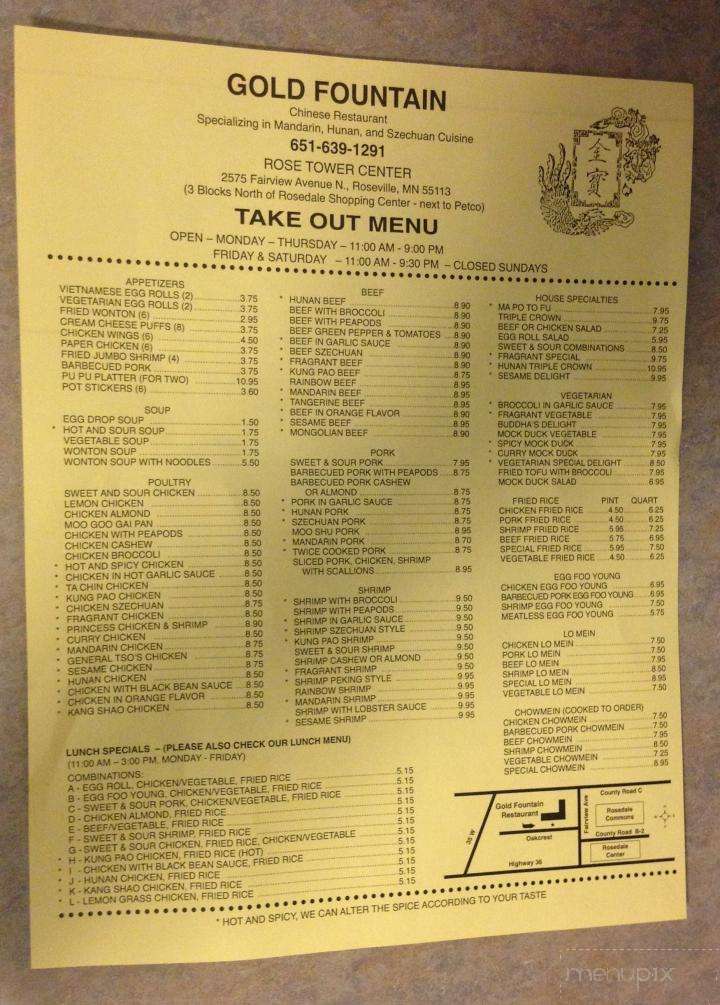 GOLD FOUNTAIN
Chinese Restaurant
Specializing in Mandarin, Hunan, and Szechuan Cuisine
651-639-1291
ROSE TOWER CENTER
2575 Fairview Avenue N., Roseville, MN 55113
(3 Blocks North of Rosedale Shopping Center - next to Petco)
TAKE OUT MENU
OPEN – MONDAY – THURSDAY – 11:00 AM - 9:00 PM
FRIDAY & SATURDAY – 11:00 AM - 9:30 PM – CLOSED SUNDAYS
金寶
APPETIZERS
VIETNAMESE EGG ROLLS (2) 3.75
VEGETARIAN EGG ROLLS (2) 3.75
FRIED WONTON (6) 2.95
CREAM CHEESE PUFFS (8) 3.75
CHICKEN WINGS (6) 4.50
PAPER CHICKEN (6) 3.75
FRIED JUMBO SHRIMP (4) 3.75
BARBECUED PORK 3.75
PU PU PLATTER (FOR TWO) 10.95
POT STICKERS (6) 3.60
SOUP
EGG DROP SOUP 1.50
* HOT AND SOUR SOUP 1.75
VEGETABLE SOUP 1.75
WONTON SOUP 1.75
WONTON SOUP WITH NOODLES 5.50
POULTRY
SWEET AND SOUR CHICKEN 8.50
LEMON CHICKEN 8.50
CHICKEN ALMOND 8.50
MOO GOO GAI PAN 8.50
CHICKEN WITH PEAPODS 8.50
CHICKEN CASHEW 8.50
CHICKEN BROCCOLI 8.50
* HOT AND SPICY CHICKEN 8.50
* CHICKEN IN HOT GARLIC SAUCE 8.50
* TA CHIN CHICKEN 8.50
* KUNG PAO CHICKEN 8.50
* CHICKEN SZECHUAN 8.75
* FRAGRANT CHICKEN 8.50
* PRINCESS CHICKEN & SHRIMP 8.90
* CURRY CHICKEN 8.50
* MANDARIN CHICKEN 8.75
* GENERAL TSO'S CHICKEN 8.75
* SESAME CHICKEN 8.75
* HUNAN CHICKEN 8.50
* CHICKEN WITH BLACK BEAN SAUCE 8.50
* CHICKEN IN ORANGE FLAVOR 8.50
* KANG SHAO CHICKEN 8.50
BEEF
* HUNAN BEEF 8.90
BEEF WITH BROCCOLI 8.90
BEEF WITH PEAPODS 8.90
BEEF GREEN PEPPER & TOMATOES 8.90
* BEEF IN GARLIC SAUCE 8.90
* BEEF SZECHUAN 8.90
* FRAGRANT BEEF 8.90
* KUNG PAO BEEF 8.75
RAINBOW BEEF 8.95
* MANDARIN BEEF 8.95
* TANGERINE BEEF 8.95
* BEEF IN ORANGE FLAVOR 8.90
* SESAME BEEF 8.95
* MONGOLIAN BEEF 8.90
PORK
SWEET & SOUR PORK 7.95
BARBECUED PORK WITH PEAPODS 8.75
BARBECUED PORK CASHEW
OR ALMOND 8.75
* PORK IN GARLIC SAUCE 8.75
* HUNAN PORK 8.75
* SZECHUAN PORK 8.75
MOO SHU PORK 8.95
* MANDARIN PORK 8.70
* TWICE COOKED PORK 8.75
SLICED PORK, CHICKEN, SHRIMP
WITH SCALLIONS 8.95
SHRIMP
* SHRIMP WITH BROCCOLI 9.50
SHRIMP WITH PEAPODS 9.50
* SHRIMP IN GARLIC SAUCE 9.50
* SHRIMP SZECHUAN STYLE 9.50
* KUNG PAO SHRIMP 9.50
SWEET & SOUR SHRIMP 9.50
SHRIMP CASHEW OR ALMOND 9.50
* FRAGRANT SHRIMP 9.50
* SHRIMP PEKING STYLE 9.95
RAINBOW SHRIMP 9.95
* MANDARIN SHRIMP 9.95
SHRIMP WITH LOBSTER SAUCE 9.95
* SESAME SHRIMP 9.95
HOUSE SPECIALTIES
* MA PO TO FU 7.95
TRIPLE CROWN 9.75
BEEF OR CHICKEN SALAD 7.25
EGG ROLL SALAD 5.95
SWEET & SOUR COMBINATIONS 8.50
* FRAGRANT SPECIAL 9.75
* HUNAN TRIPLE CROWN 10.95
* SESAME DELIGHT 9.95
VEGETARIAN
* BROCCOLI IN GARLIC SAUCE 7.95
* FRAGRANT VEGETABLE 7.95
BUDDHA'S DELIGHT 7.95
MOCK DUCK VEGETABLE 7.95
* SPICY MOCK DUCK 7.95
* CURRY MOCK DUCK 7.95
* VEGETARIAN SPECIAL DELIGHT 8.50
FRIED TOFU WITH BROCCOLI 7.95
MOCK DUCK SALAD 6.95
FRIED RICE PINT QUART
CHICKEN FRIED RICE 4.50 6.25
PORK FRIED RICE 4.50 6.25
SHRIMP FRIED RICE 5.95 7.25
BEEF FRIED RICE 5.75 6.95
SPECIAL FRIED RICE 5.95 7.50
VEGETABLE FRIED RICE 4.50 6.25
EGG FOO YOUNG
CHICKEN EGG FOO YOUNG 6.95
BARBECUED PORK EGG FOO YOUNG 6.95
SHRIMP EGG FOO YOUNG 7.50
MEATLESS EGG FOO YOUNG 5.75
LO MEIN
CHICKEN LO MEIN 7.50
PORK LO MEIN 7.50
BEEF LO MEIN 7.95
SHRIMP LO MEIN 8.50
SPECIAL LO MEIN 8.95
VEGETABLE LO MEIN 7.50
CHOWMEIN (COOKED TO ORDER)
CHICKEN CHOWMEIN 7.50
BARBECUED PORK CHOWMEIN 7.50
BEEF CHOWMEIN 7.95
SHRIMP CHOWMEIN 8.50
VEGETABLE CHOWMEIN 7.25
SPECIAL CHOWMEIN 8.95
LUNCH SPECIALS – (PLEASE ALSO CHECK OUR LUNCH MENU)
(11:00 AM – 3:00 PM, MONDAY - FRIDAY)
COMBINATIONS:
A - EGG ROLL, CHICKEN/VEGETABLE, FRIED RICE 5.15
B - EGG FOO YOUNG, CHICKEN/VEGETABLE, FRIED RICE 5.15
C - SWEET & SOUR PORK, CHICKEN/VEGETABLE, FRIED RICE 5.15
D - CHICKEN ALMOND, FRIED RICE 5.15
E - BEEF/VEGETABLE, FRIED RICE 5.15
F - SWEET & SOUR SHRIMP, FRIED RICE 5.15
G - SWEET & SOUR CHICKEN, FRIED RICE, CHICKEN/VEGETABLE 5.15
* H - KUNG PAO CHICKEN, FRIED RICE (HOT) 5.15
* I - CHICKEN WITH BLACK BEAN SAUCE, FRIED RICE 5.15
* J - HUNAN CHICKEN, FRIED RICE 5.15
* K - KANG SHAO CHICKEN, FRIED RICE 5.15
* L - LEMON GRASS CHICKEN, FRIED RICE 5.15
Gold Fountain
Restaurant
Oakcrest
Highway 36
35 W
Fairview Ave
County Road C
Rosedale
Commons
County Road B-2
Rosedale
Center
* HOT AND SPICY, WE CAN ALTER THE SPICE ACCORDING TO YOUR TASTE
menupix